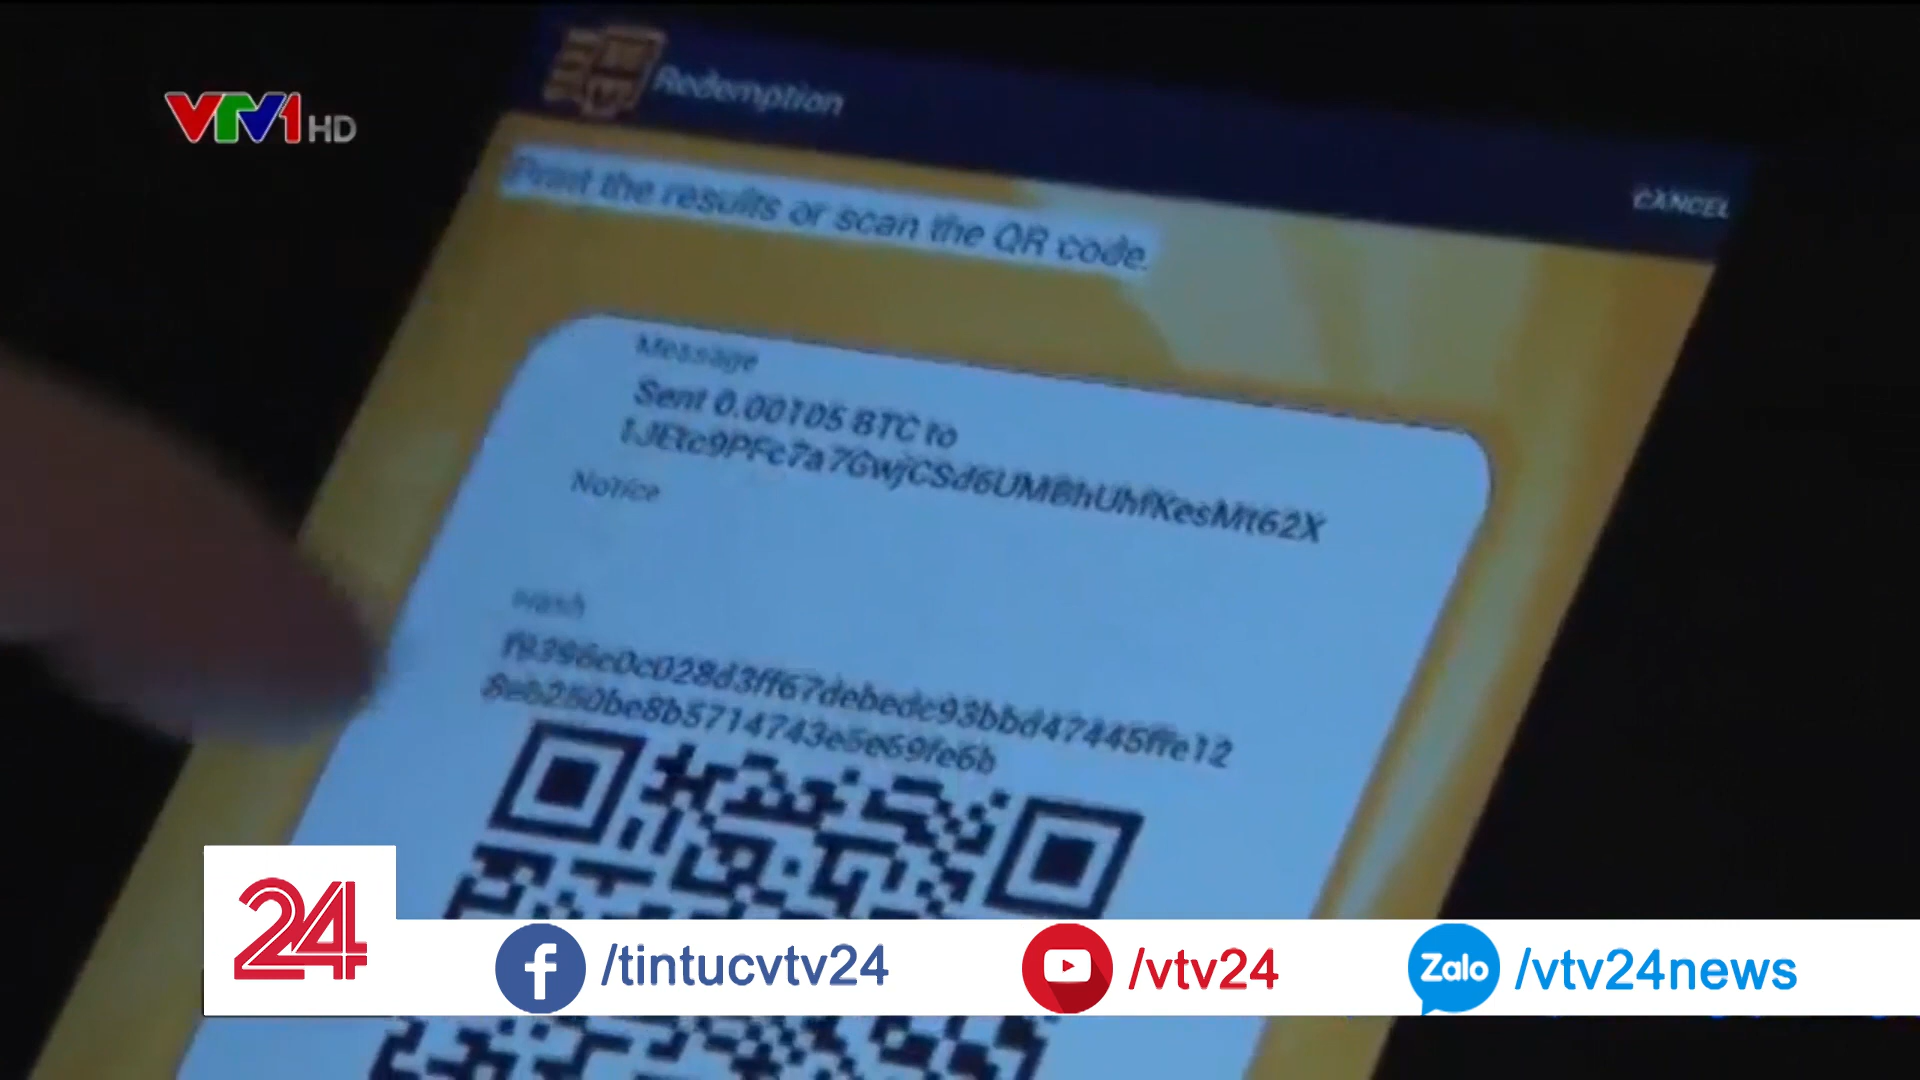 VTV1 HD
Redemption
CANCEL
Print the results or scan the QR code.
Message
Sent 0.00105 BTC to
1JEtc9PFc7a7GwjCSd6UMBhUhfKesMt62X
Notice
Hash
f9396e0c028d3ff67debedc93bbd47445ffe12
8eb250be8b5714743e5e69fe6b
24
/tintucvtv24
/vtv24
Zalo /vtv24news